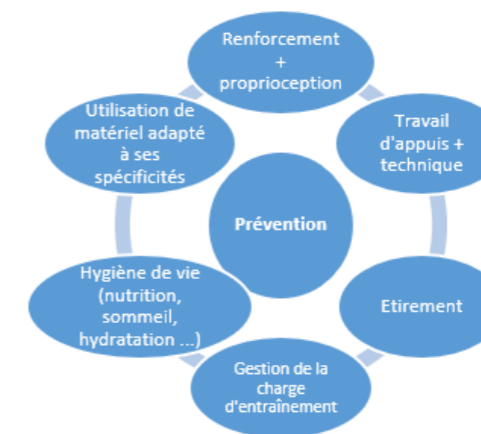 Renforcement
+
proprioception
Travail
d'appuis +
technique
Etirement
Gestion de la
charge
d'entraînement
Hygiène de vie
(nutrition,
sommeil,
hydratation ...)
Utilisation de
matériel adapté
à ses
spécificités
Prévention